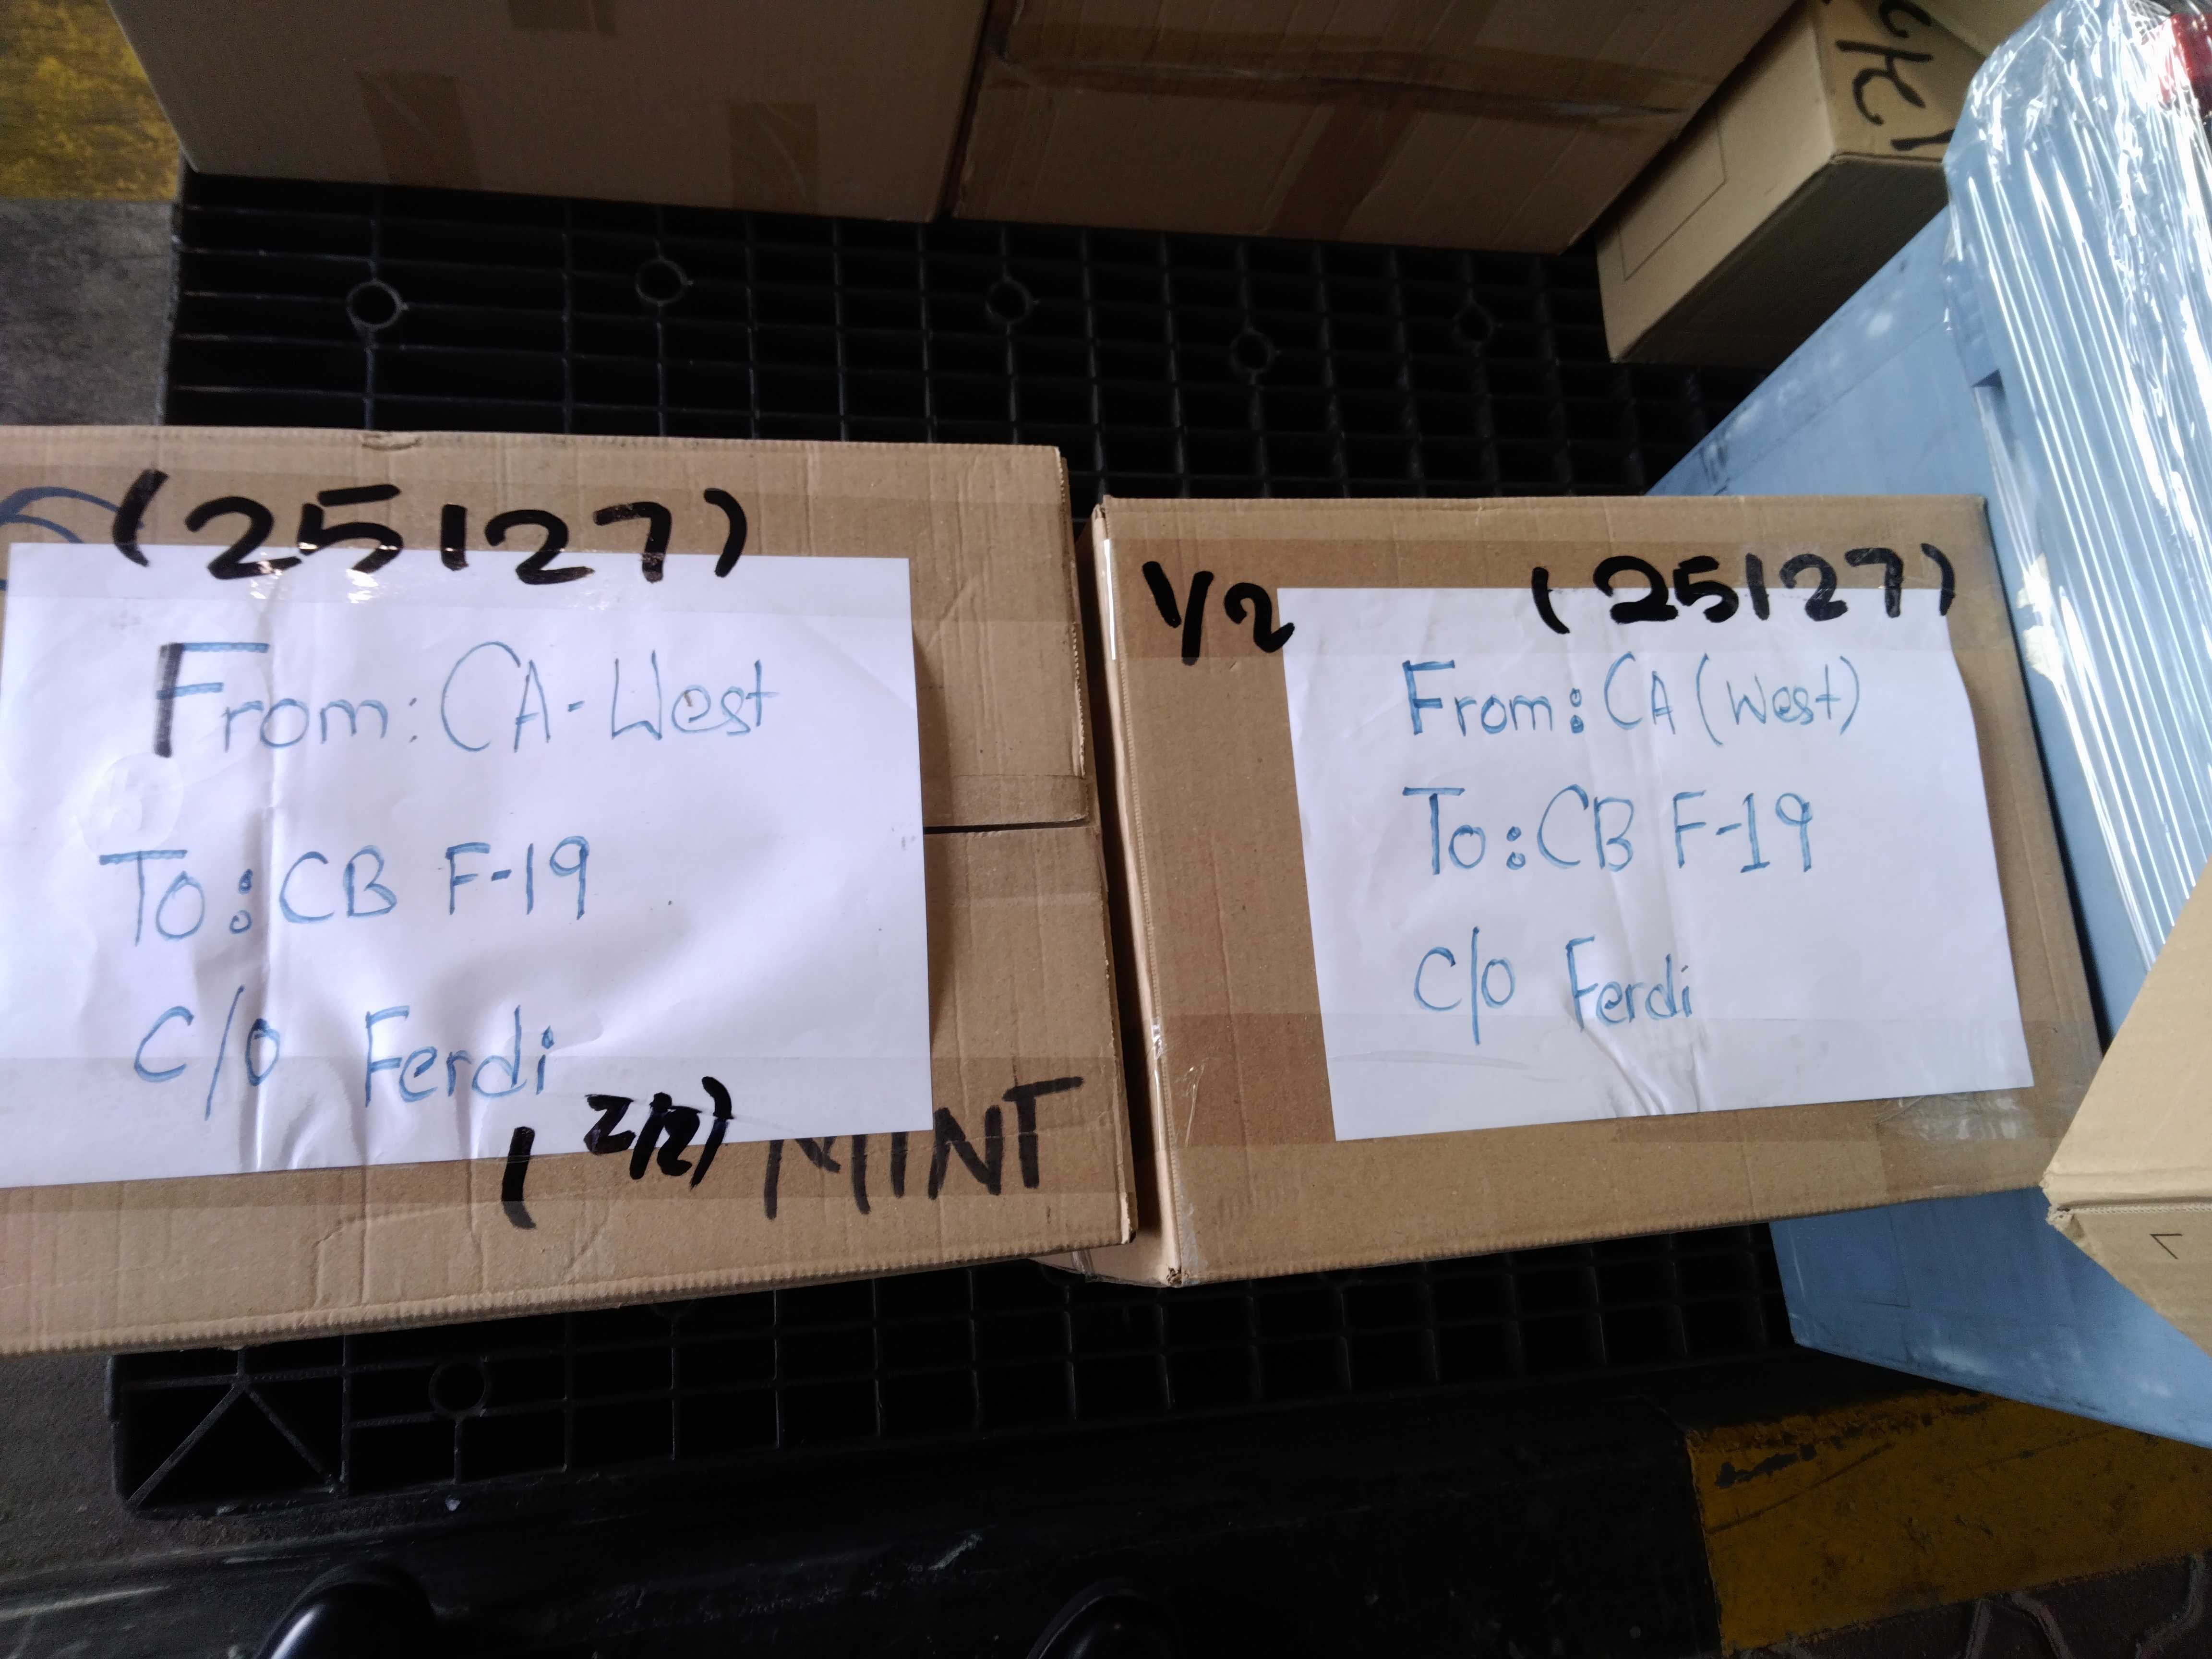 (25127)
From: CA-West
To: CB F-19
C/O Ferdi
(2/2)
MINT
1/2
(25127)
From: CA (West)
To: CB F-19
C/O Ferdi